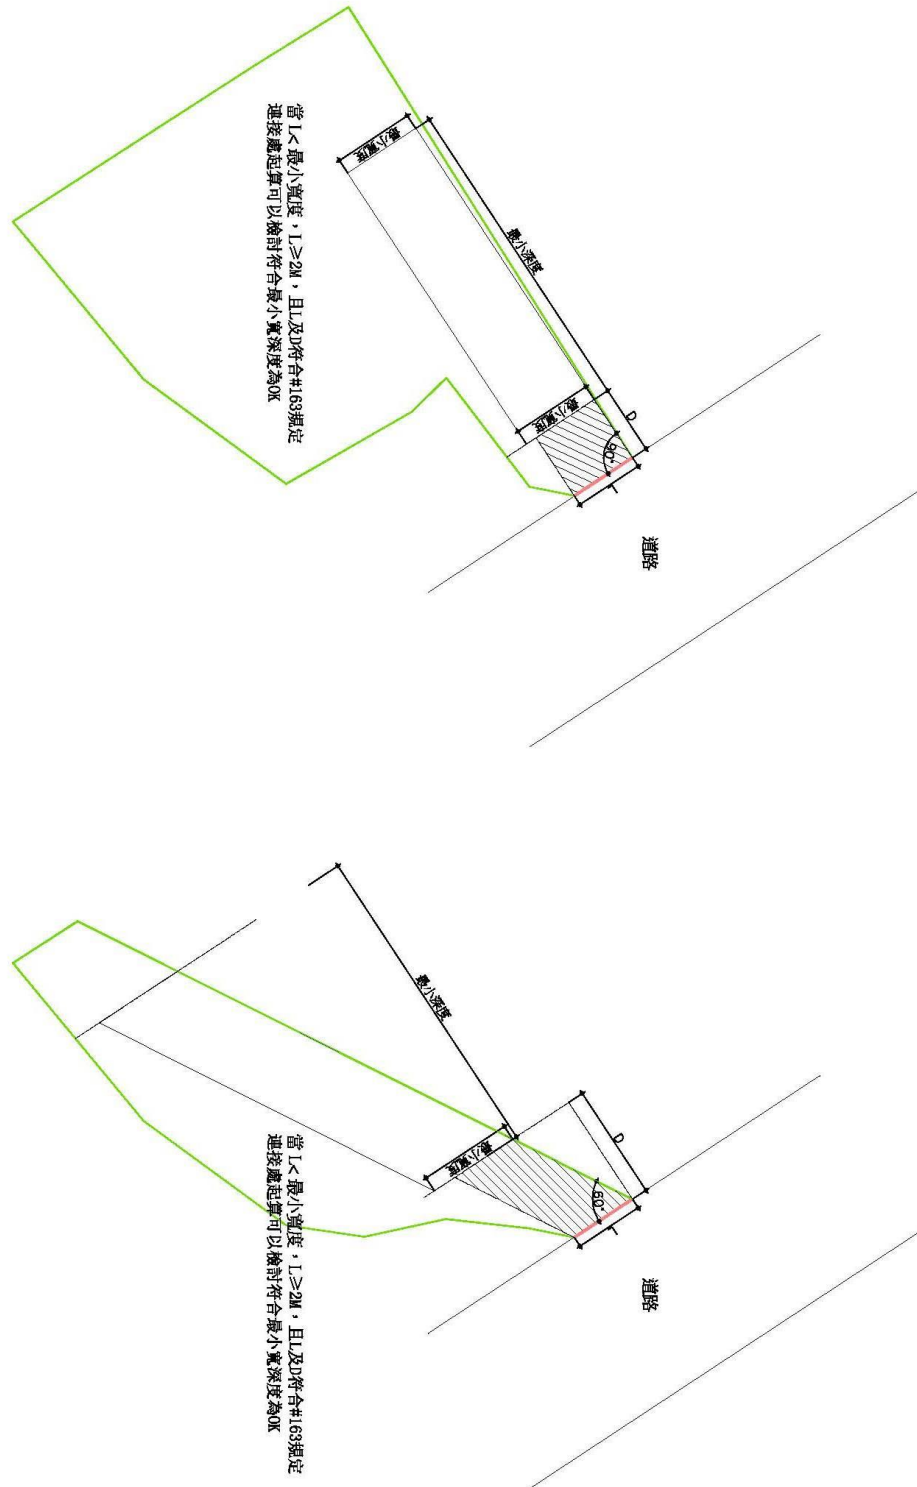 當L<最小寬度，L≥2M，且L及D符合#163規定
連接處起算可以檢討符合最小寬深度為OK
最小寬度
最小深度
最小寬度
D
90°
L
道路
最小深度
最小寬度
D
60°
L
道路
當L<最小寬度，L≥2M，且L及D符合#163規定
連接處起算可以檢討符合最小寬深度為OK